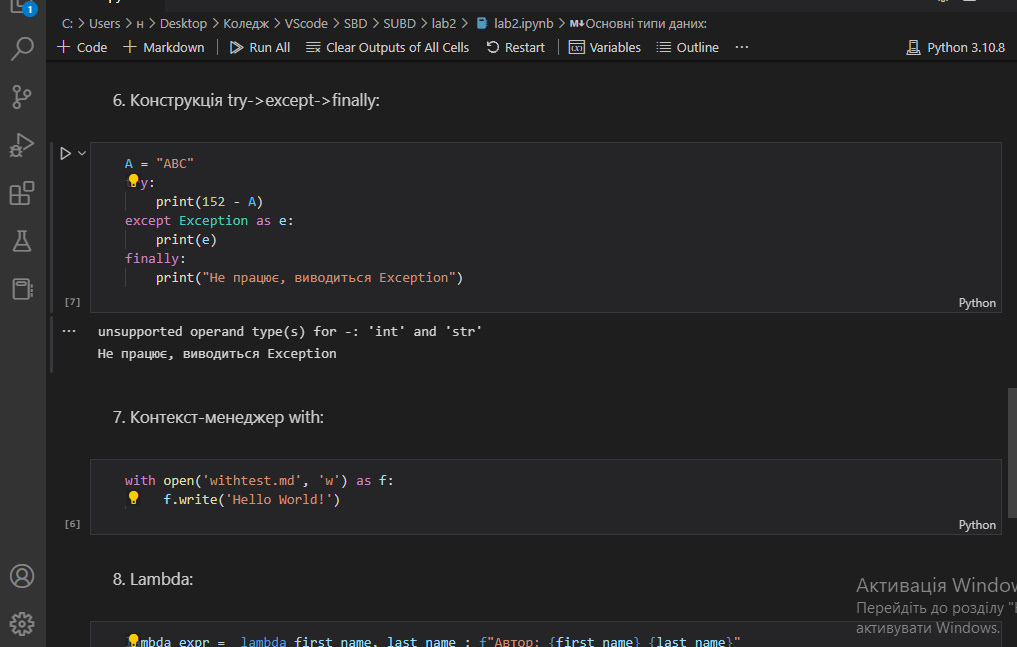 1
C: > Users > н > Desktop > Коледж > VScode > SBD > SUBD > lab2 > lab2.ipynb > M↓Основні типи даних:
+ Code + Markdown | Run All Clear Outputs of All Cells Restart | Variables Outline ... Python 3.10.8
6. Конструкція try->except->finally:
A = "ABC"
y:
print(152 - A)
except Exception as e:
print(e)
finally:
print("Не працює, виводиться Exception")
[7]
Python
... unsupported operand type(s) for -: 'int' and 'str'
Не працює, виводиться Exception
7. Контекст-менеджер with:
with open('withtest.md', 'w') as f:
f.write('Hello World!')
[6]
Python
8. Lambda:
mbda_expr = lambda first_name, last_name : f"Автор: {first_name} {last_name}"
Активація Window
Перейдіть до розділу "
активувати Windows.